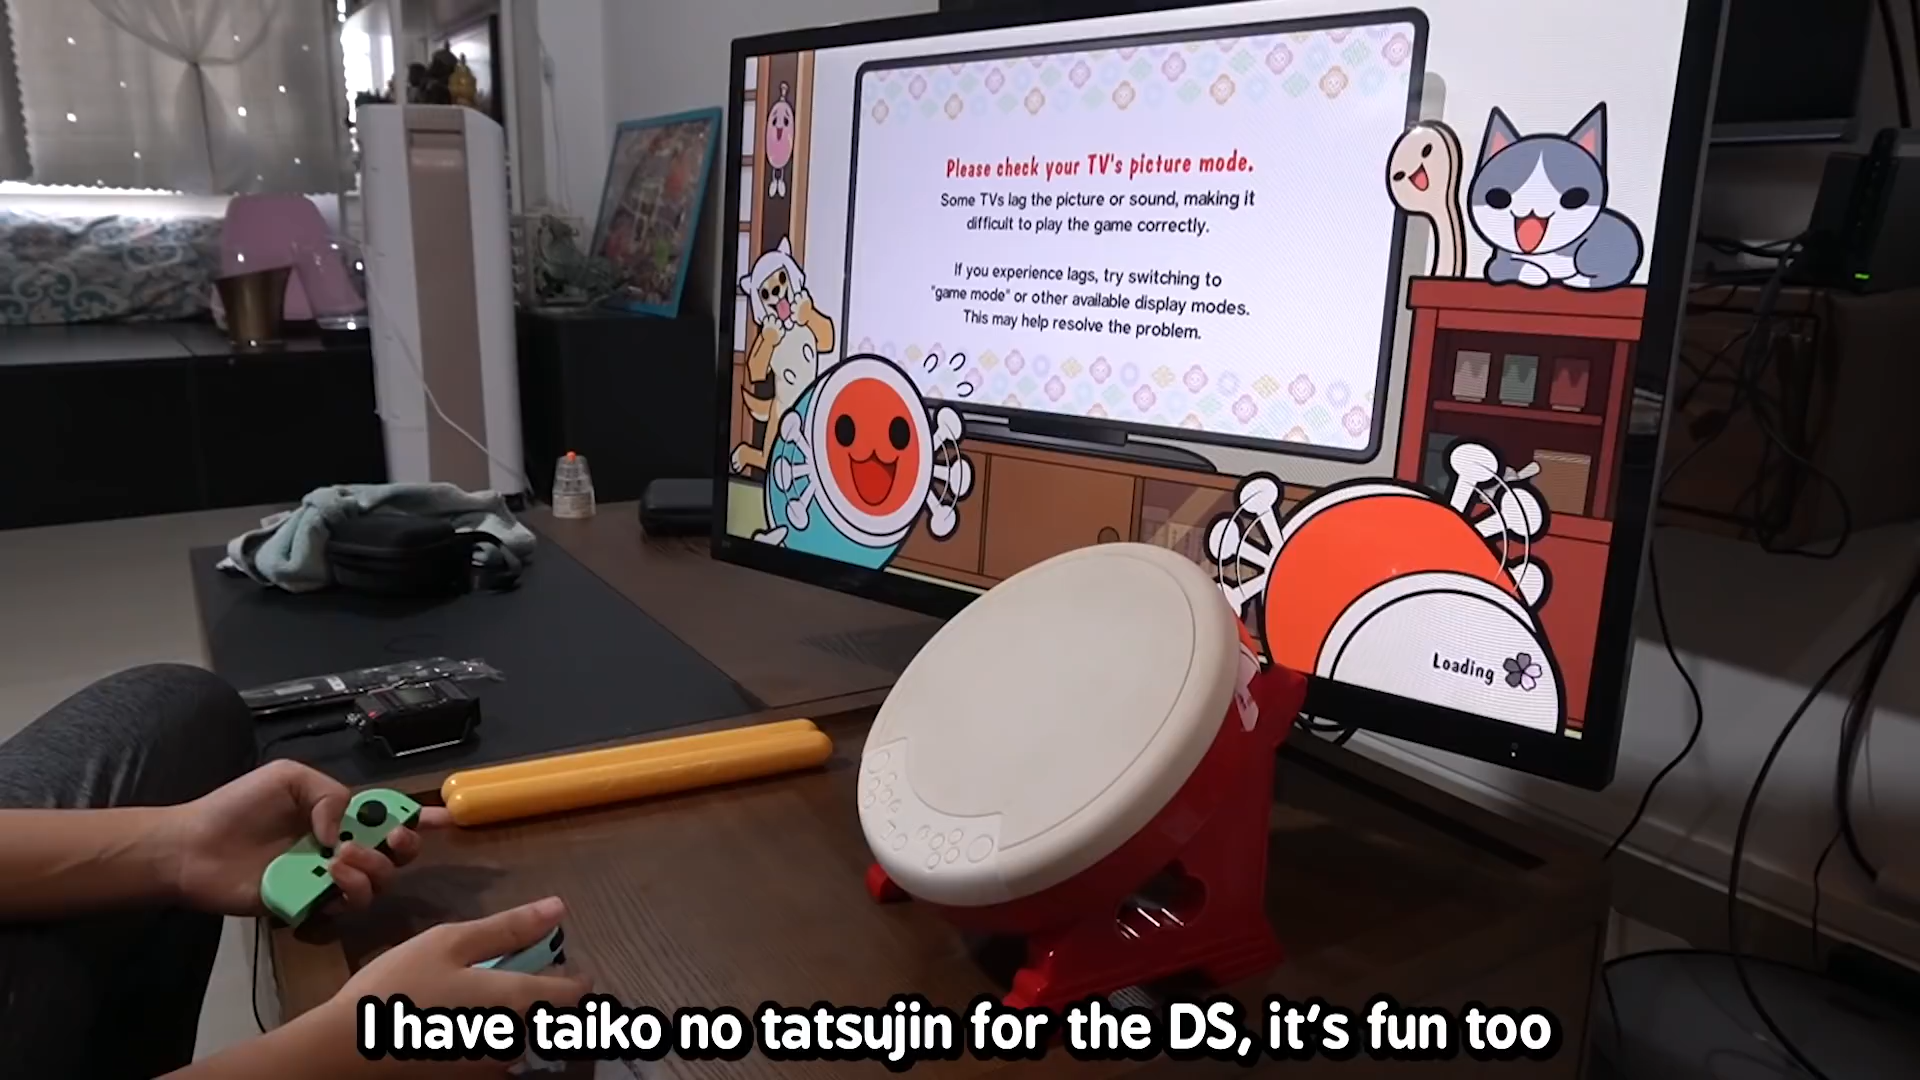 Please check your TV's picture mode.
Some TVs lag the picture or sound, making it
difficult to play the game correctly.
If you experience lags, try switching to
"game mode" or other available display modes.
This may help resolve the problem.
Loading
I have taiko no tatsujin for the DS, it's fun too